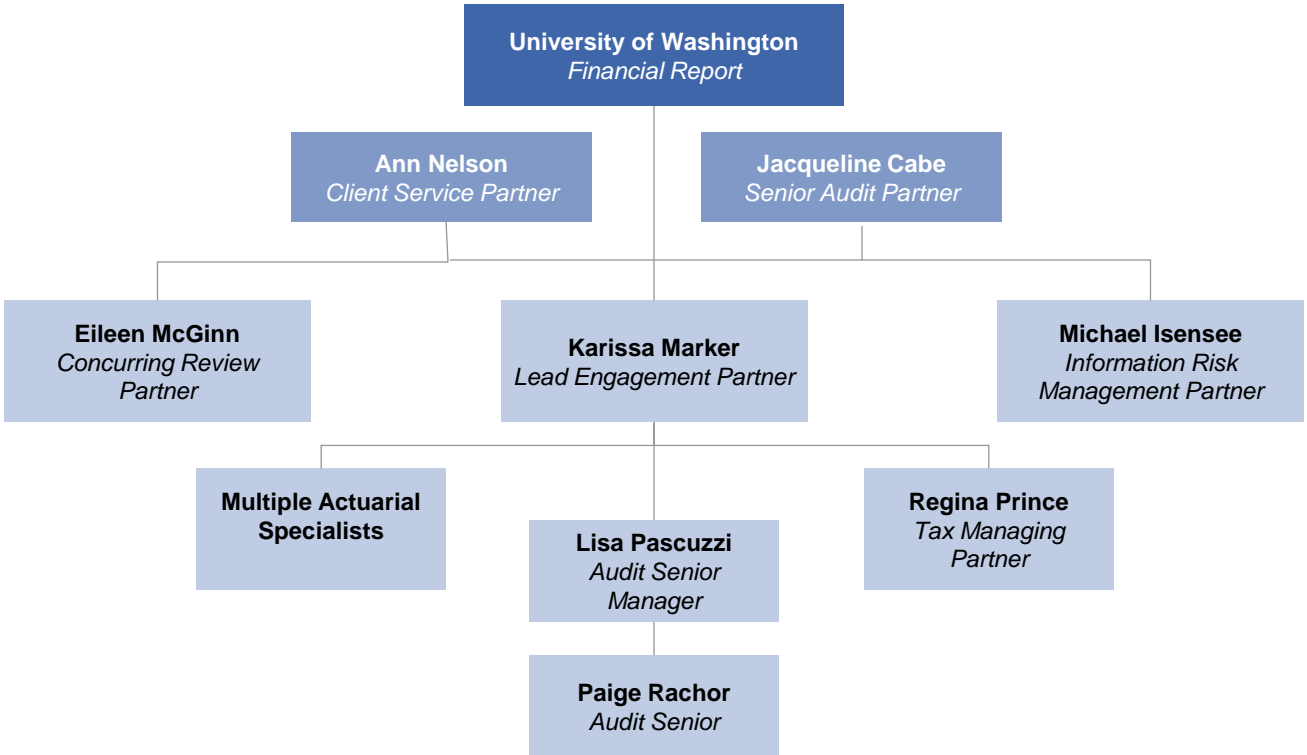 University of Washington
Financial Report
Ann Nelson
Client Service Partner
Jacqueline Cabe
Senior Audit Partner
Eileen McGinn
Concurring Review
Partner
Karissa Marker
Lead Engagement Partner
Michael Isensee
Information Risk
Management Partner
Multiple Actuarial
Specialists
Lisa Pascuzzi
Audit Senior
Manager
Regina Prince
Tax Managing
Partner
Paige Rachor
Audit Senior